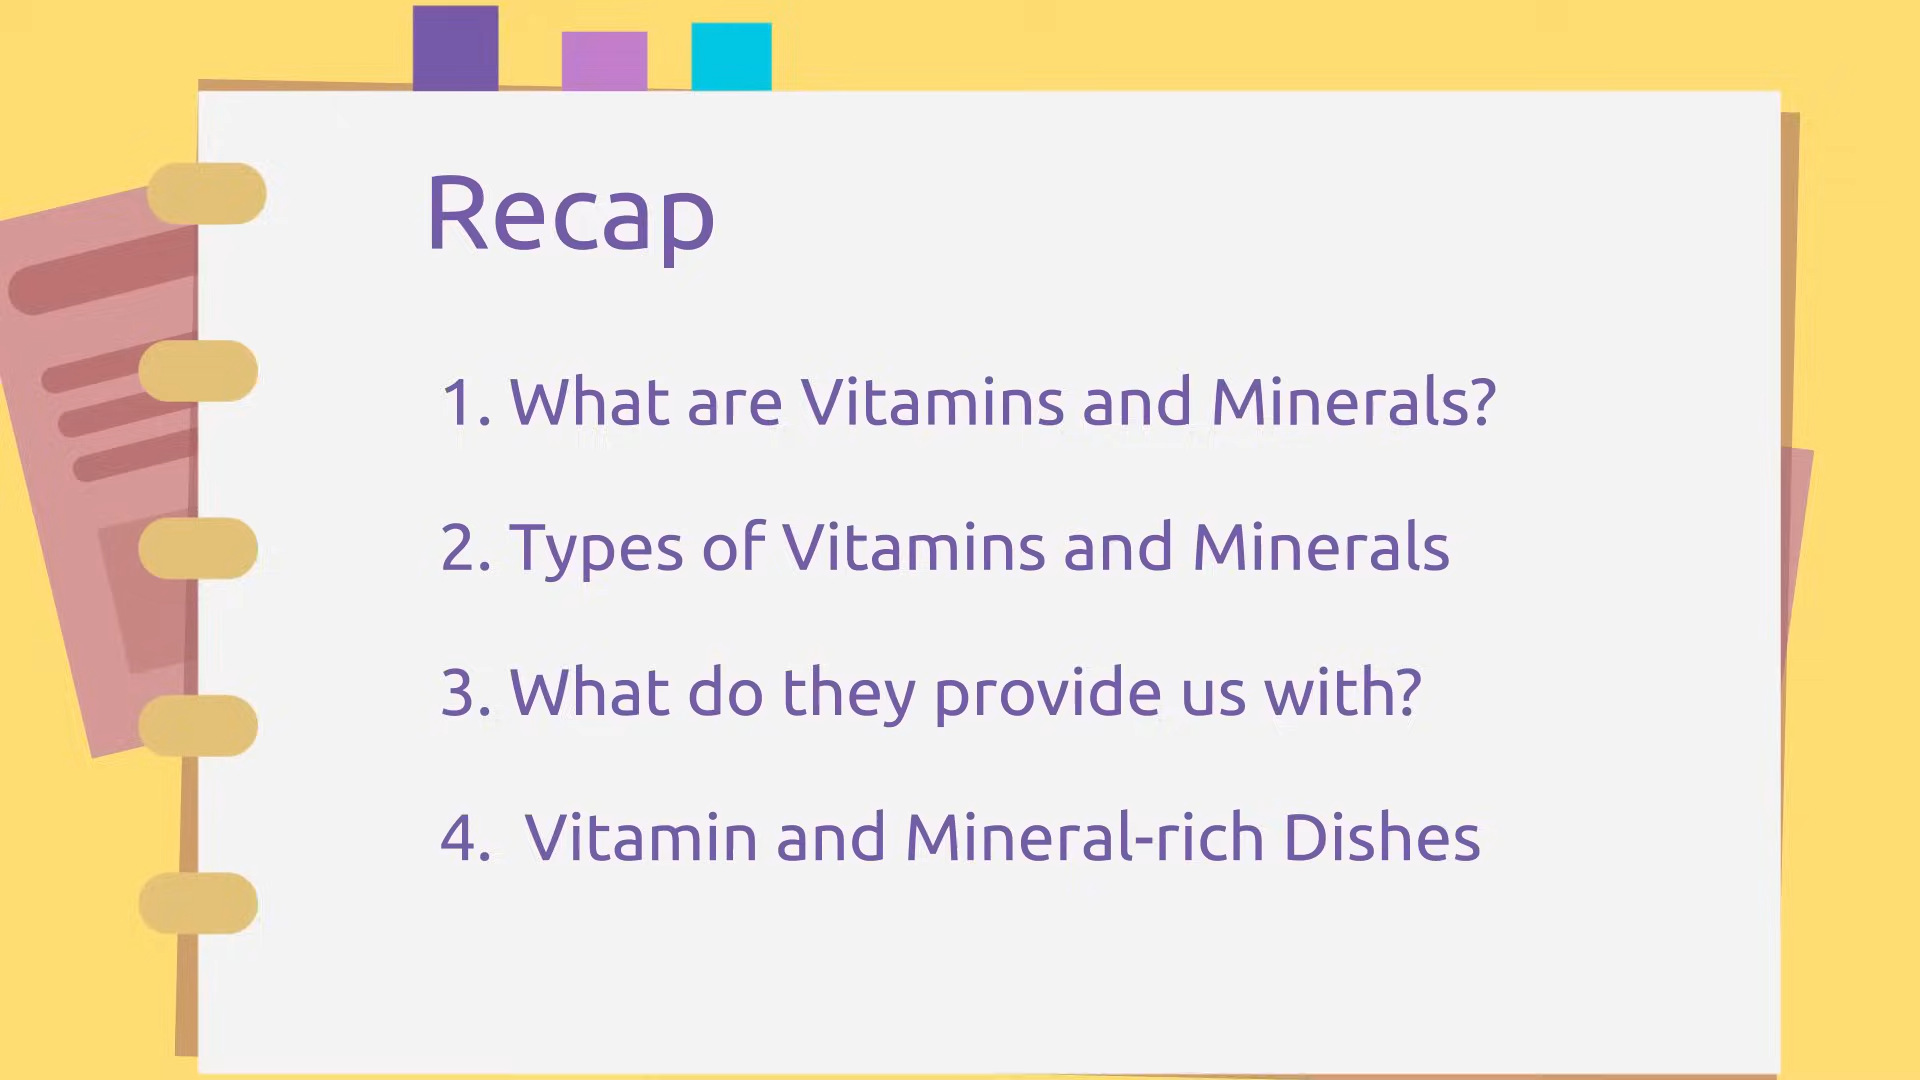 Recap
1. What are Vitamins and Minerals?
2. Types of Vitamins and Minerals
3. What do they provide us with?
4. Vitamin and Mineral-rich Dishes